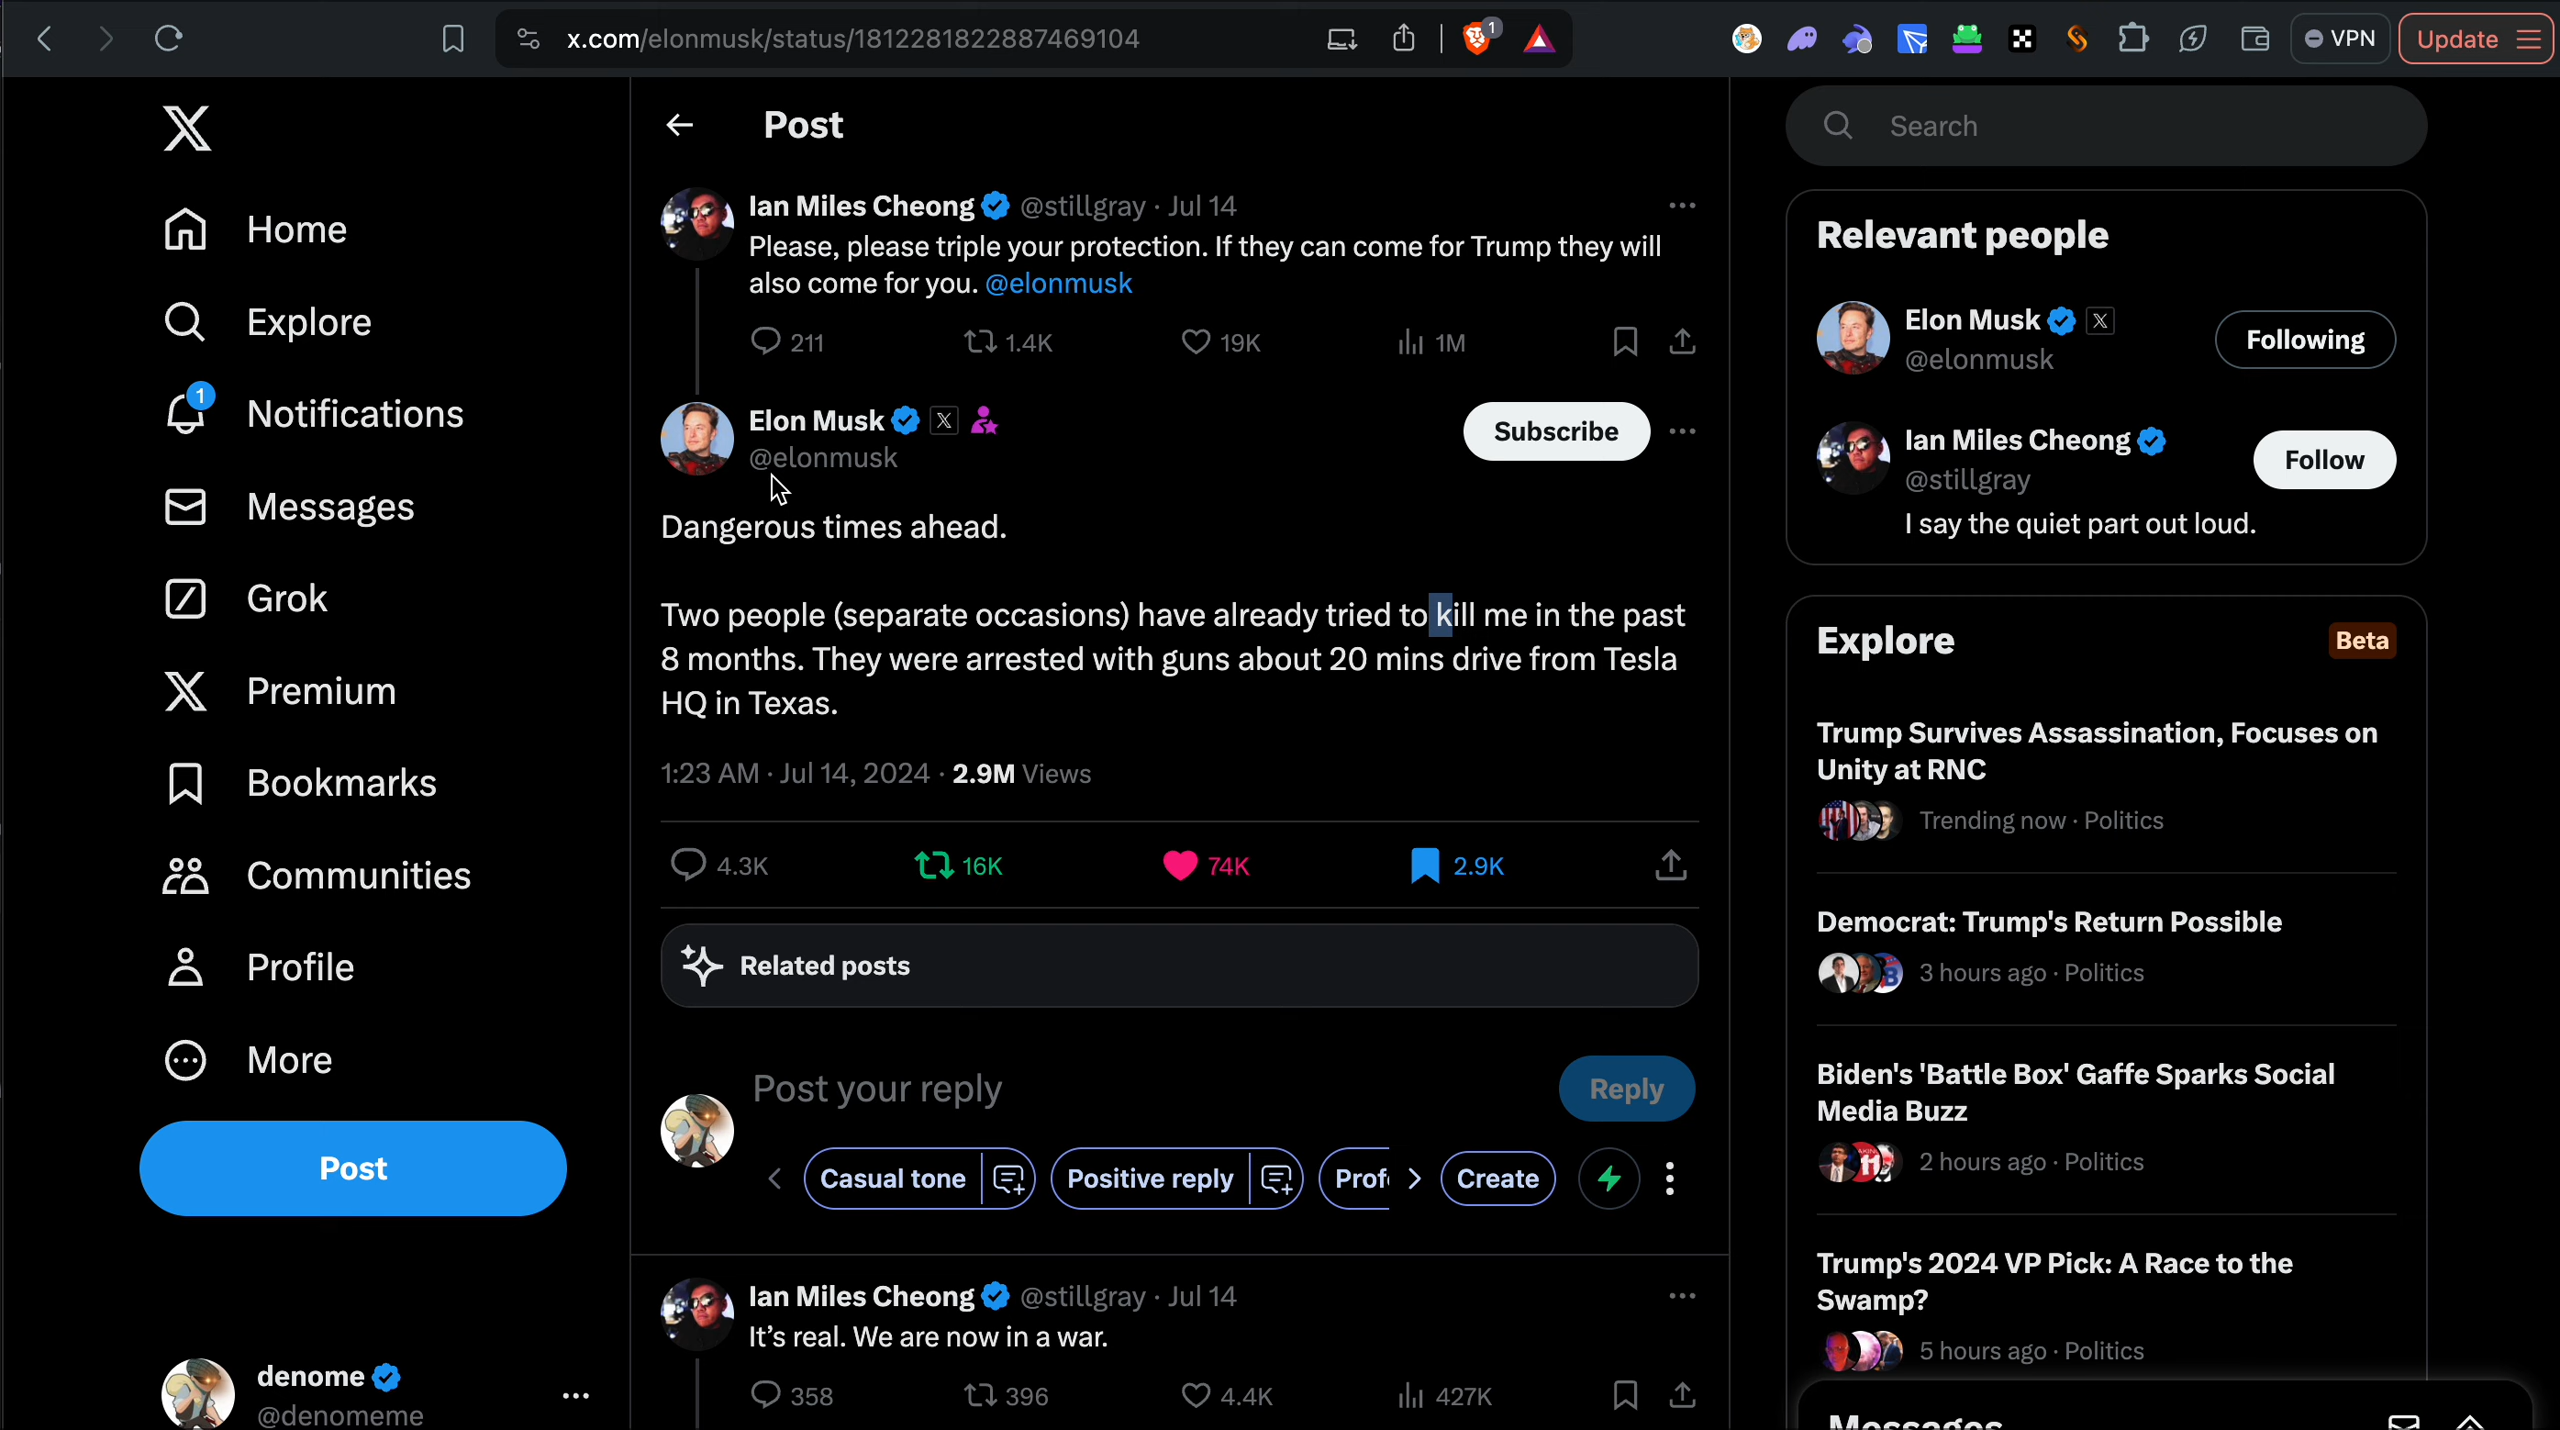 x.com/elonmusk/status/1812281822887469104
1
VPN
Update
Home
Explore
1
Notifications
Messages
Grok
Premium
Bookmarks
Communities
Profile
More
Post
denome
@denomeme
Post
Ian Miles Cheong @stillgray · Jul 14
Please, please triple your protection. If they can come for Trump they will
also come for you. @elonmusk
211 1.4K 19K 1M
Elon Musk
@elonmusk
Subscribe
Dangerous times ahead.
Two people (separate occasions) have already tried to kill me in the past
8 months. They were arrested with guns about 20 mins drive from Tesla
HQ in Texas.
1:23 AM · Jul 14, 2024 · 2.9M Views
4.3K 16K 74K 2.9K
Related posts
Post your reply
Reply
Casual tone Positive reply Create
Ian Miles Cheong @stillgray · Jul 14
It's real. We are now in a war.
358 396 4.4K 427K
Search
Relevant people
Elon Musk
@elonmusk
Following
Ian Miles Cheong
@stillgray
Follow
I say the quiet part out loud.
Explore
Beta
Trump Survives Assassination, Focuses on
Unity at RNC
Trending now · Politics
Democrat: Trump's Return Possible
3 hours ago · Politics
Biden's 'Battle Box' Gaffe Sparks Social
Media Buzz
2 hours ago · Politics
Trump's 2024 VP Pick: A Race to the
Swamp?
5 hours ago · Politics
Messages